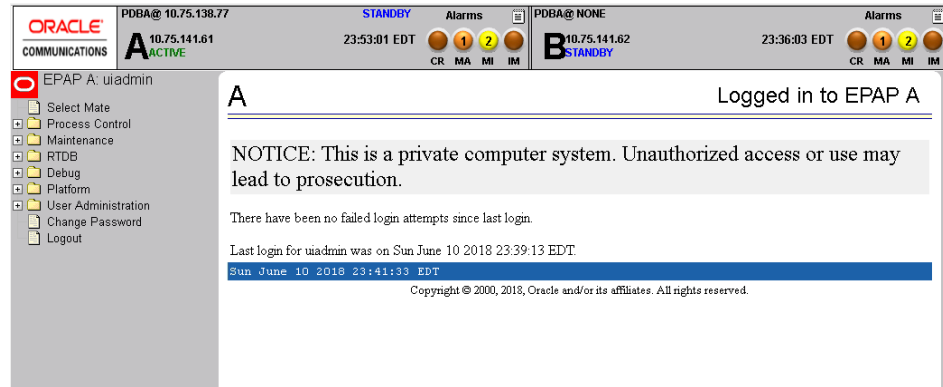 ORACLE
COMMUNICATIONS
PDBA@ 10.75.138.77 STANDBY Alarms
A 10.75.141.61 23:53:01 EDT 1 2
ACTIVE
CR MA MI IM
PDBA@ NONE Alarms
B 10.75.141.62 23:36:03 EDT 1 2
STANDBY
CR MA MI IM
EPAP A: uiadmin
Select Mate
Process Control
Maintenance
RTDB
Debug
Platform
User Administration
Change Password
Logout
A Logged in to EPAP A
NOTICE: This is a private computer system. Unauthorized access or use may
lead to prosecution.
There have been no failed login attempts since last login.
Last login for uiadmin was on Sun June 10 2018 23:39:13 EDT.
Sun June 10 2018 23:41:33 EDT
Copyright © 2000, 2018, Oracle and/or its affiliates. All rights reserved.